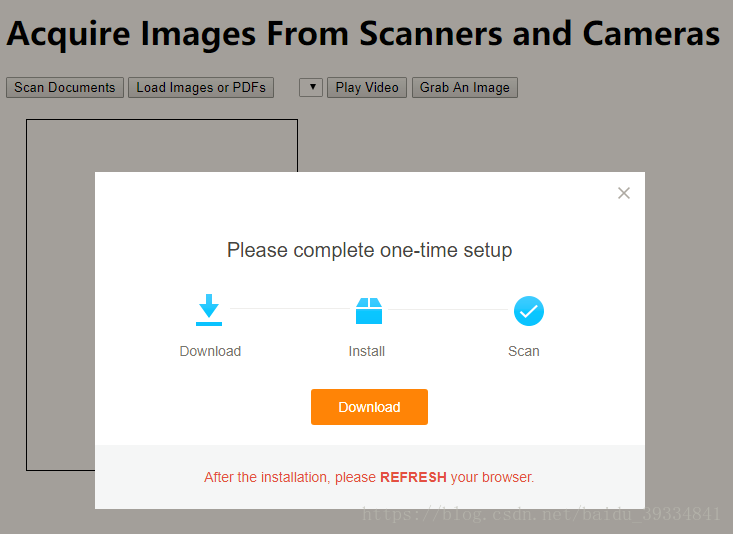 Acquire Images From Scanners and Cameras
Scan Documents Load Images or PDFs Play Video Grab An Image
Please complete one-time setup
Download Install Scan
Download
After the installation, please REFRESH your browser.
https://blog.csdn.net/baidu_39334841